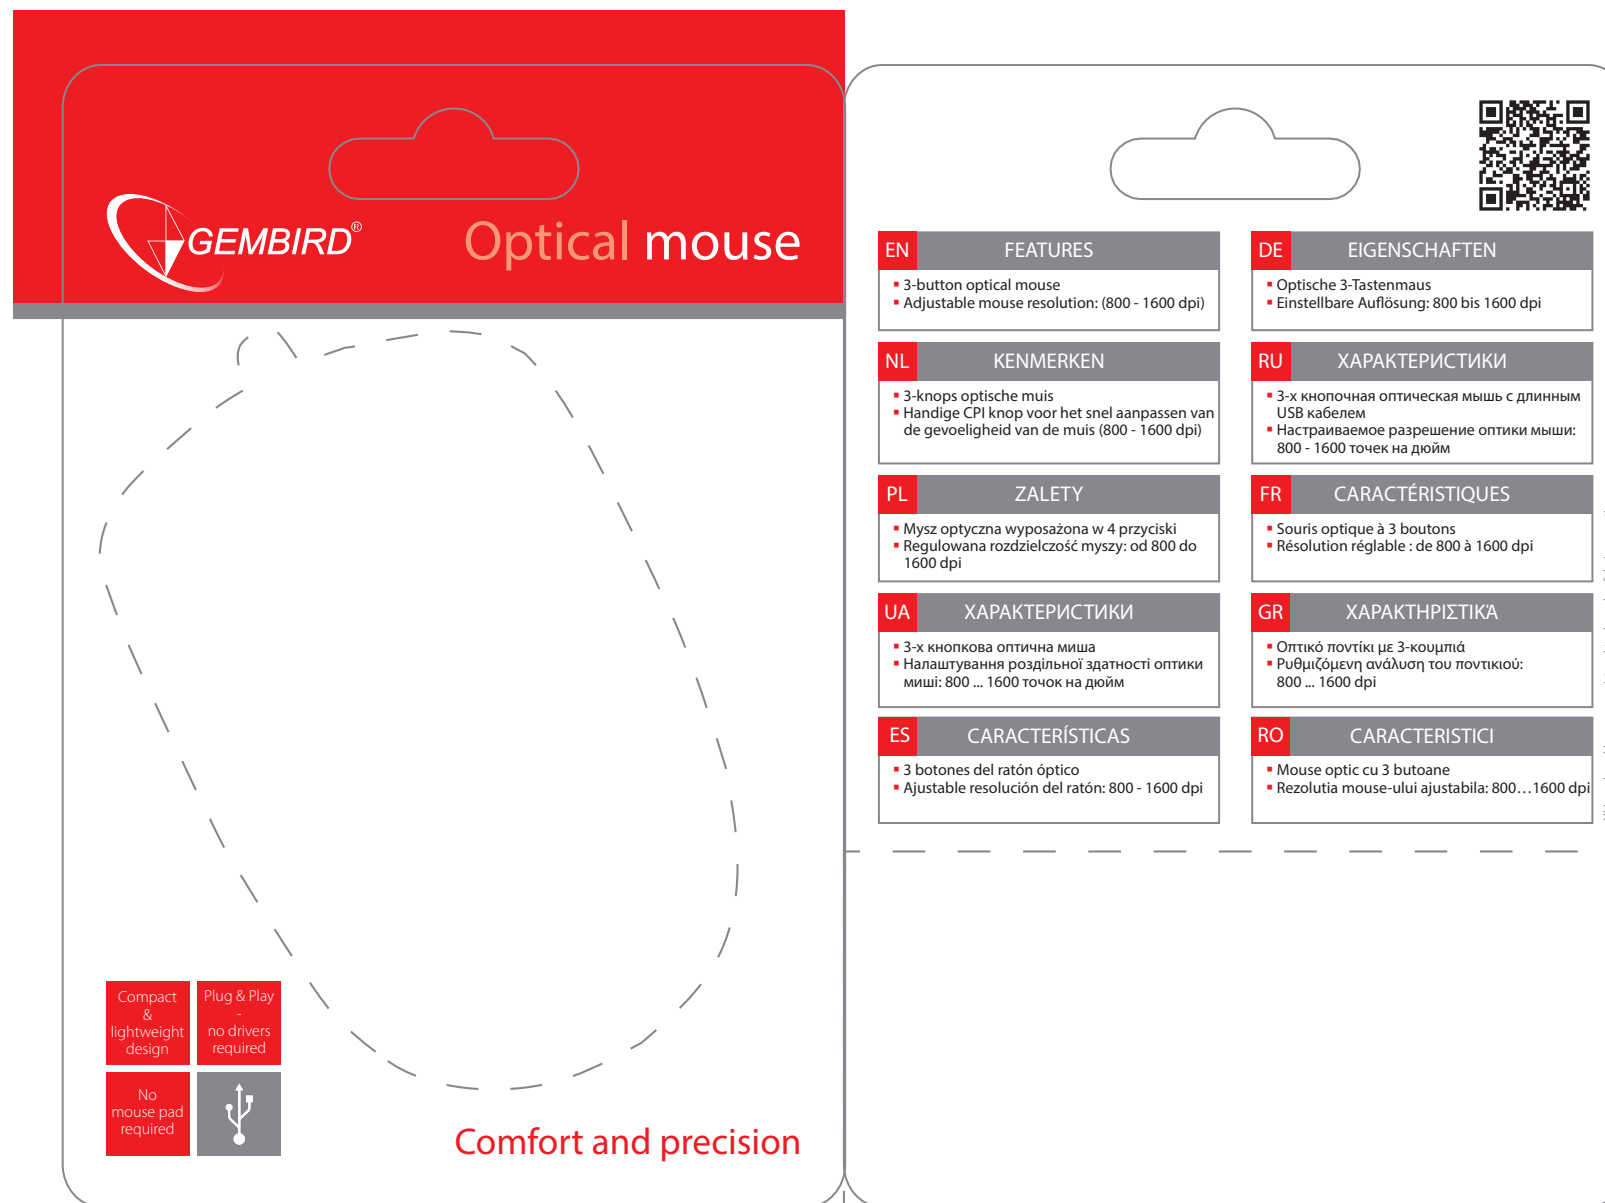 GEMBIRD®
Optical mouse
Compact
&
lightweight
design
Plug & Play
-
no drivers
required
No
mouse pad
required
Comfort and precision
EN FEATURES
3-button optical mouse
Adjustable mouse resolution: (800 - 1600 dpi)
DE EIGENSCHAFTEN
Optische 3-Tastenmaus
Einstellbare Auflösung: 800 bis 1600 dpi
NL KENMERKEN
3-knops optische muis
Handige CPI knop voor het snel aanpassen van
de gevoeligheid van de muis (800 - 1600 dpi)
RU ХАРАКТЕРИСТИКИ
3-х кнопочная оптическая мышь с длинным
USB кабелем
Настраиваемое разрешение оптики мыши:
800 - 1600 точек на дюйм
PL ZALETY
Mysz optyczna wyposażona w 4 przyciski
Regulowana rozdzielczość myszy: od 800 do
1600 dpi
FR CARACTÉRISTIQUES
Souris optique à 3 boutons
Résolution réglable : de 800 à 1600 dpi
UA ХАРАКТЕРИСТИКИ
3-х кнопкова оптична миша
Налаштування роздільної здатності оптики
миші: 800 ... 1600 точок на дюйм
GR ΧΑΡΑΚΤΗΡΙΣΤΙΚΆ
Οπτικό ποντίκι με 3-κουμπιά
Ρυθμιζόμενη ανάλυση του ποντικιού:
800 ... 1600 dpi
ES CARACTERÍSTICAS
3 botones del ratón óptico
Ajustable resolución del ratón: 800 - 1600 dpi
RO CARACTERISTICI
Mouse optic cu 3 butoane
Rezolutia mouse-ului ajustabila: 800…1600 dpi